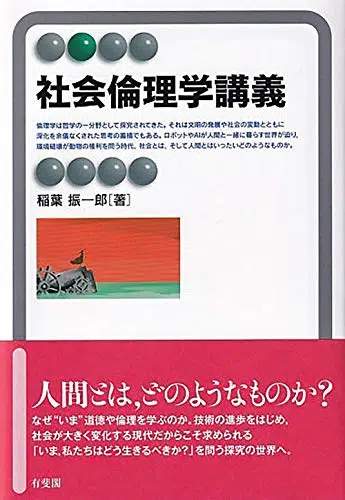 社会倫理学講義
倫理学は哲学の一分野として探究されてきた。それは文明の発展や社会の変動とともに
深化を余儀なくされた思考の蓄積でもある。ロボットやAIが人間と一緒に暮らす世界が迫り、
環境破壊が動物の権利を問う時代、社会とは、そして人間とはいったいどのようなものか。
稲葉 振一郎[著]
人間とは,どのようなものか?
なぜ“いま”道徳や倫理を学ぶのか。技術の進歩をはじめ,
社会が大きく変化する現代だからこそ求められる
「いま,私たちはどう生きるべきか?」を問う探究の世界へ。
有斐閣